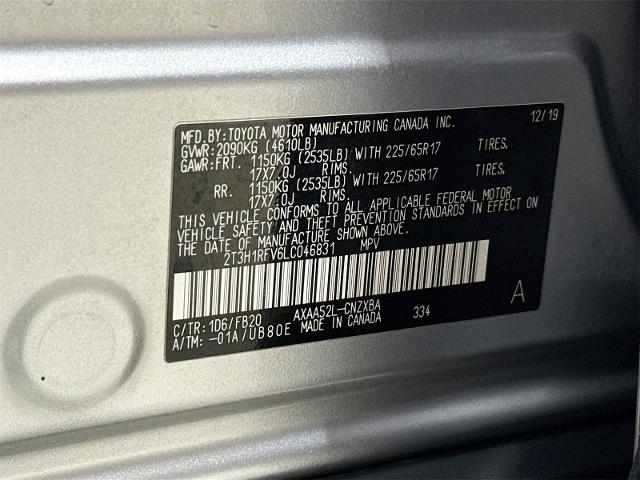 MFD.BY:TOYOTA MOTOR MANUFACTURING CANADA INC. 12/19
GVWR:2090KG (4610LB)
GAWR:FRT. 1150KG (2535LB) WITH 225/65R17 TIRES,
17X7.0J RIMS.
RR. 1150KG (2535LB) WITH 225/65R17 TIRES,
17X7.0J RIMS.
THIS VEHICLE CONFORMS TO ALL APPLICABLE FEDERAL MOTOR
VEHICLE SAFETY AND THEFT PREVENTION STANDARDS IN EFFECT ON
THE DATE OF MANUFACTURE SHOWN ABOVE.
2T3H1RFV6LC046831 MPV
A
C/TR:1D6/FB20 AXAA52L-CNZXBA
A/TM:-01A/UB80E MADE IN CANADA 334